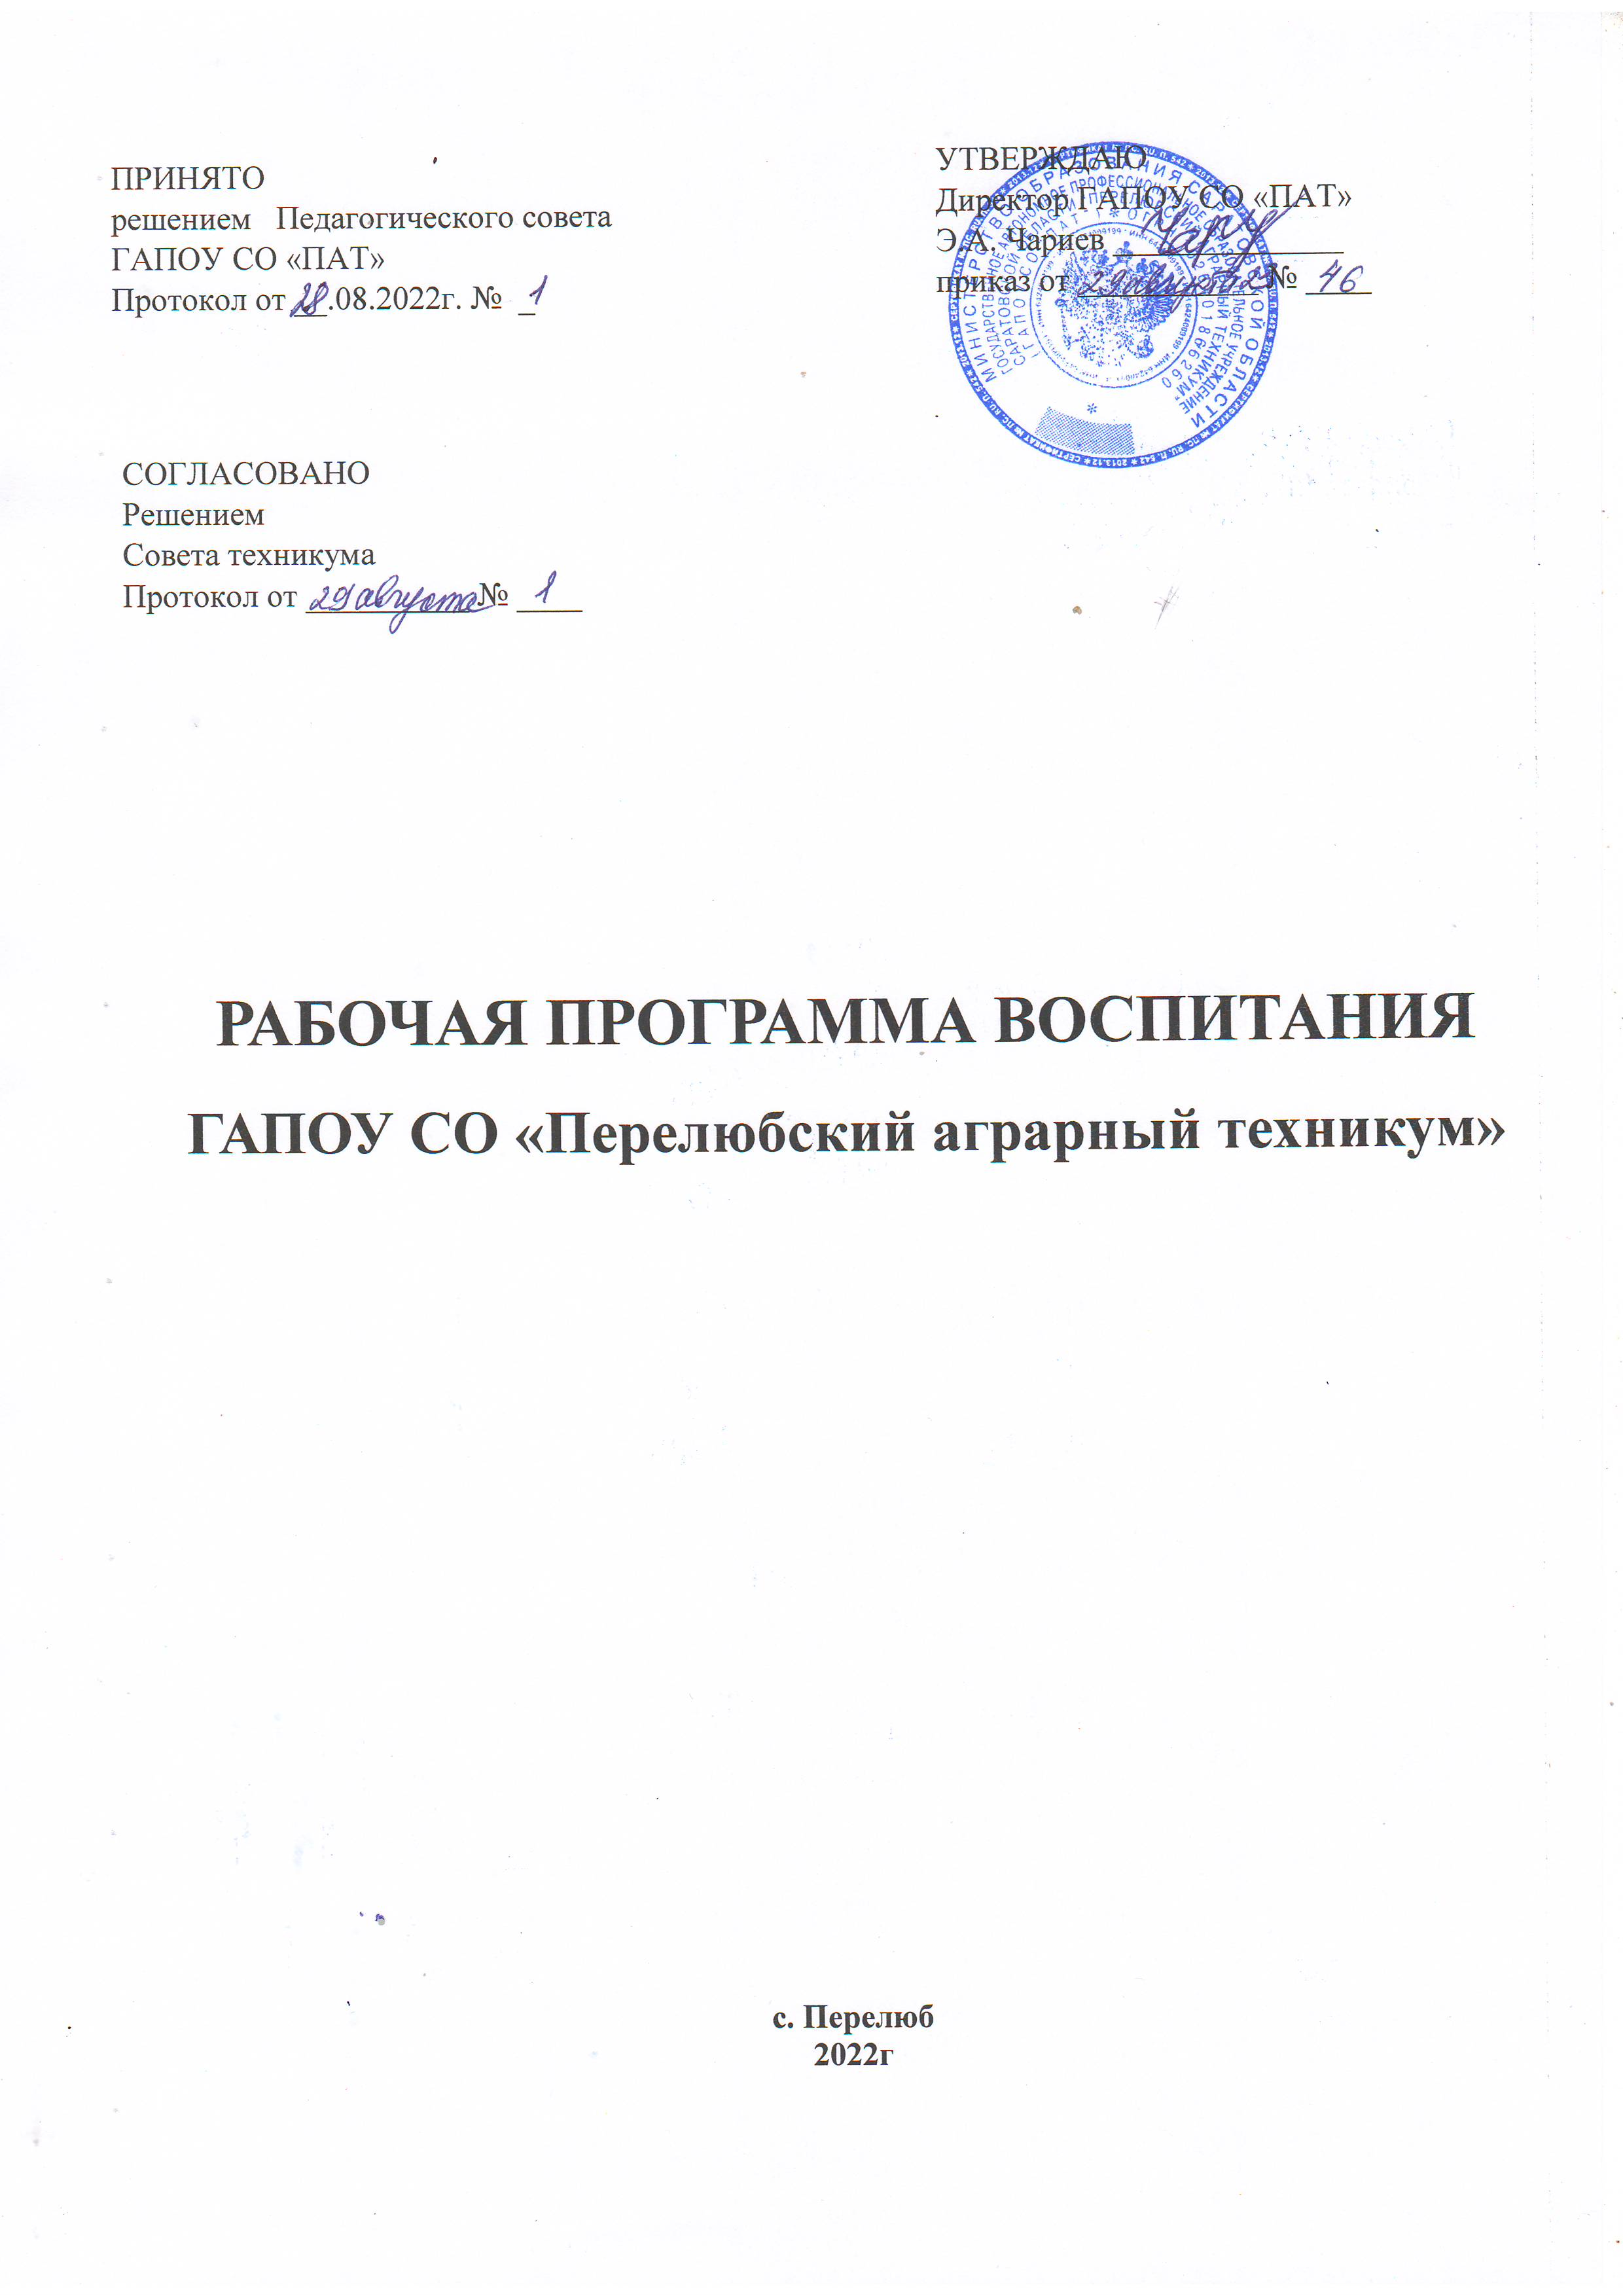 ПРИНЯТО
решением Педагогического совета
ГАПОУ СО «ПАТ»
Протокол от 28.08.2022г. № 1
УТВЕРЖДАЮ
Директор ГАПОУ СО «ПАТ»
Э.А. Чариев
приказ от 29 августа № 46
СОГЛАСОВАНО
Решением
Совета техникума
Протокол от 29 августа № 1
РАБОЧАЯ ПРОГРАММА ВОСПИТАНИЯ
ГАПОУ СО «Перелюбский аграрный техникум»
с. Перелюб
2022г